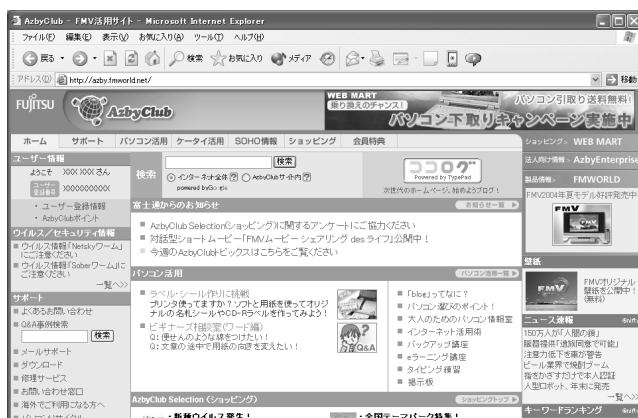 AzbyClub - FMV活用サイト - Microsoft Internet Explorer
ファイル(F) 編集(E) 表示(V) お気に入り(A) ツール(T) ヘルプ(H)
戻る 検索 お気に入り メディア
アドレス(D) http://azby.fmworld.net/ 移動
FUJITSU AzbyClub
WEB MART
乗り換えのチャンス!
パソコン引取り送料無料!
パソコン下取りキャンペーン実施中
ホーム サポート パソコン活用 ケータイ活用 SOHO情報 ショッピング 会員特典
ショッピング> WEB MART
法人向け情報> AzbyEnterprise
製品情報> FMWORLD
ユーザー情報
ようこそ XXX XXXさん
ユーザー登録番号 XXXXXXXXXX
・ユーザー登録情報
・AzbyClubポイント
検索
検索
インターネット全体 AzbyClubサイト内
powered by Google
ココログ
Powered by TypePad
次世代のホームページ、始めようブログ!
富士通からのお知らせ
お知らせ一覧
■ AzbyClub Selection(ショッピング)に関するアンケートにご協力ください
■ 対話型ショートムービー「FMVムービー シェアリング des ライフ」公開中!
■ 今週のAzbyClubトピックスはこちらをご覧ください
ウイルス/セキュリティ情報
■ ウイルス情報「Netskyワーム」にご注意ください
■ ウイルス情報「Soberワーム」にご注意ください
一覧へ>>
サポート
■ よくあるお問い合わせ
■ Q&A事例検索
検索
■ メールサポート
■ ダウンロード
■ 修理サービス
■ お問い合わせ窓口
■ 海外でご利用になる方へ
■ パソコンリサイクル
パソコン活用
パソコン活用一覧
■ ラベル・シール作りに挑戦
プリンタ使ってますか?ソフトと用紙を使ってオリジ
ナルの名刺シールやCD-Rラベルを作ってみよう!
■ ビギナーズ相談室(ワード編)
Q: 便せんのような線をつけたい!
Q: 文章の途中で用紙の向きを変えたい!
Q&A
■ 「blog」ってなに?
■ パソコン選びのポイント!
■ 大人のためのパソコン情報室
■ インターネット活用術
■ バックアップ講座
■ eラーニング講座
■ タイピング練習
■ 掲示板
AzbyClub Selection (ショッピング)
ショッピングトップ
・新種ウイルス発生!
・全国テーマパーク特集!
FMV2004年夏モデル好評発売中
FMV
壁紙
FMV
FMVオリジナル
壁紙を公開中!
(無料)
ニュース速報
150万人が「人間の鎖」
臓器提供「遺族同意で可能」
注意力低下を車が警告
ビール業界で焼酎ブーム
指をかざすだけで本人認証
人型ロボット、年末に発売
一覧へ>>
キーワードランキング